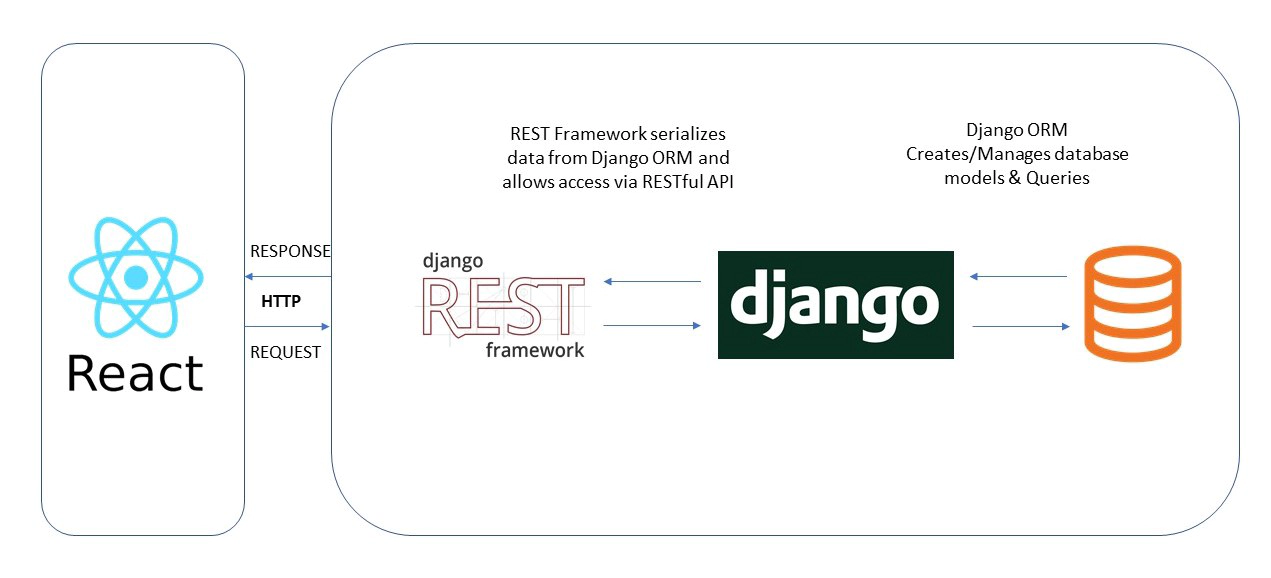 REST Framework serializes
data from Django ORM and
allows access via RESTful API
Django ORM
Creates/Manages database
models & Queries
React
RESPONSE
HTTP
REQUEST
django
REST
framework
django